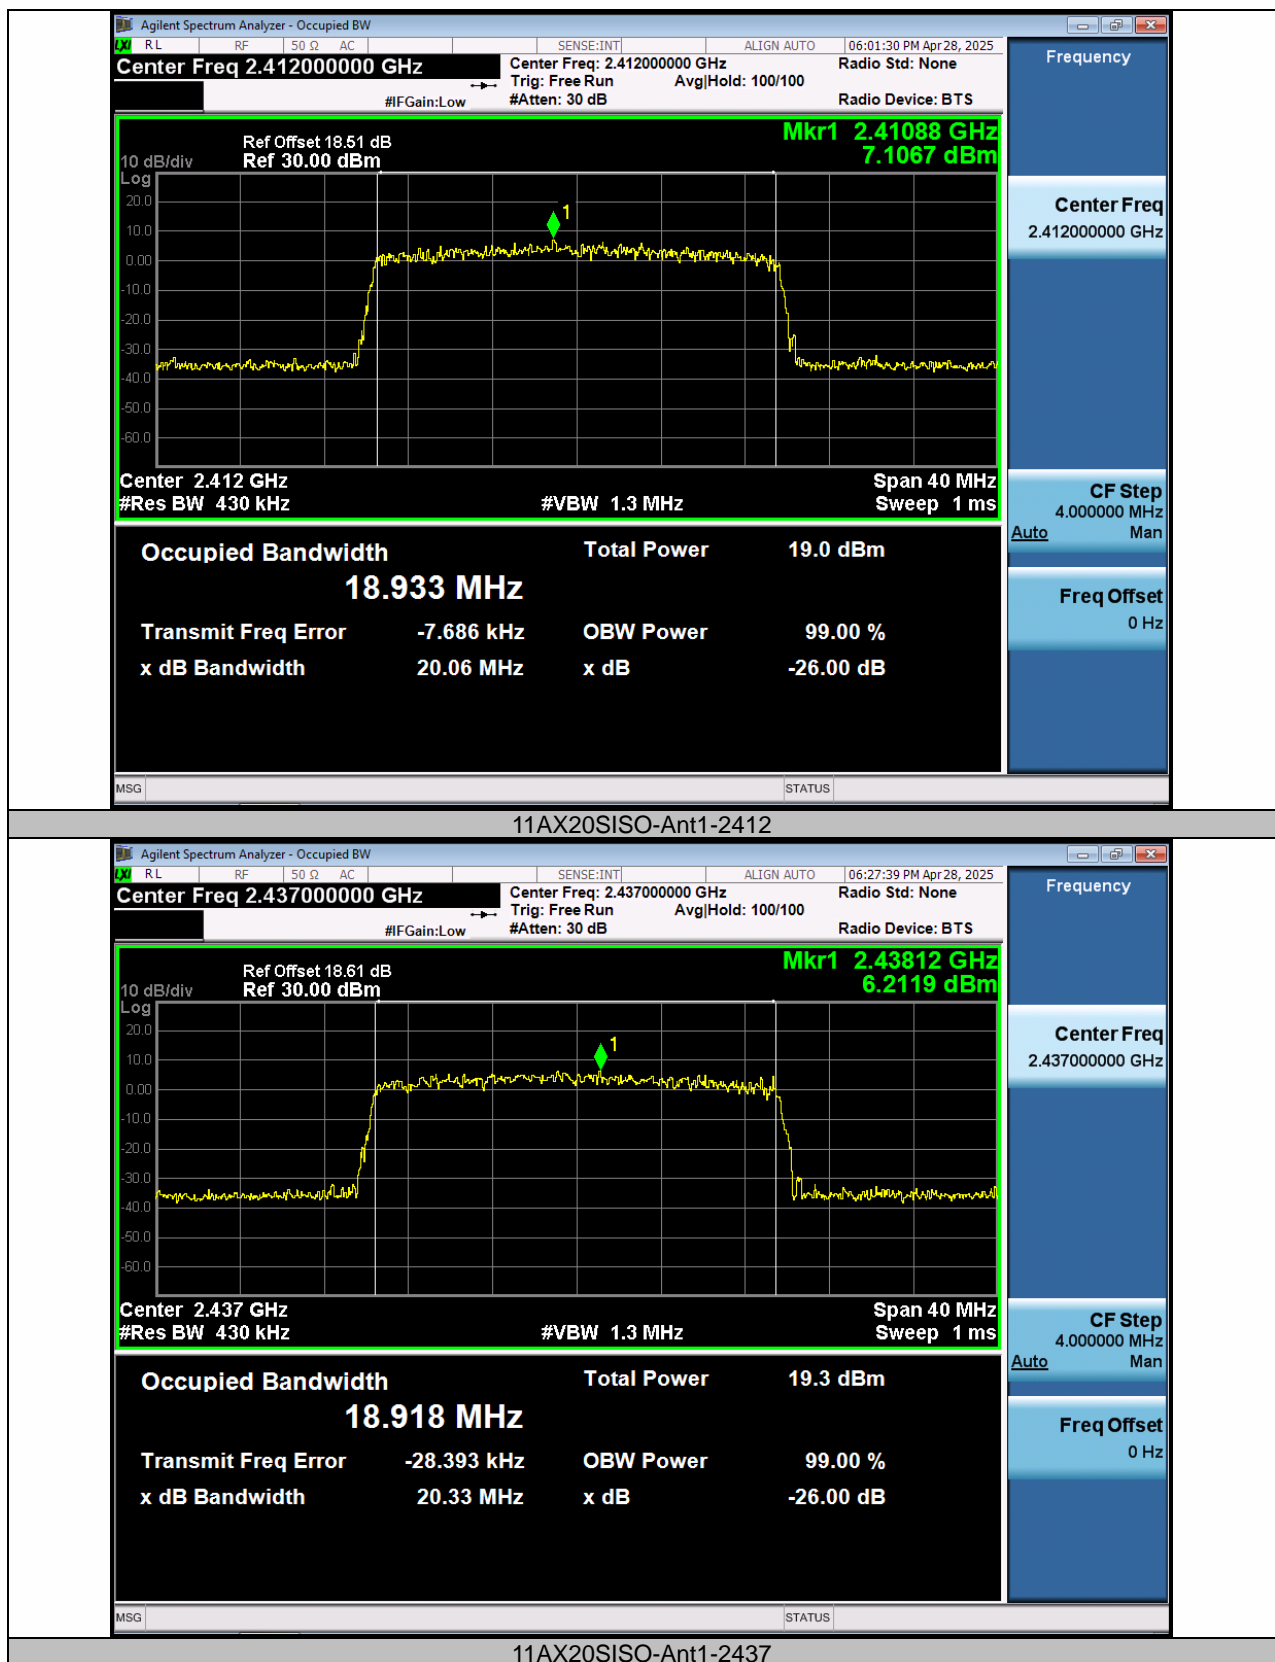 Agilent Spectrum Analyzer - Occupied BW
LXI RL RF 50 Ω AC SENSE:INT ALIGN AUTO 06:01:30 PM Apr 28, 2025
Center Freq 2.412000000 GHz
Center Freq: 2.412000000 GHz Radio Std: None
Trig: Free Run Avg|Hold: 100/100
#IFGain:Low #Atten: 30 dB Radio Device: BTS
Frequency
Mkr1 2.41088 GHz
7.1067 dBm
Ref Offset 18.51 dB
10 dB/div Ref 30.00 dBm
Log
20.0
10.0
0.00
-10.0
-20.0
-30.0
-40.0
-50.0
-60.0
1
Center 2.412 GHz Span 40 MHz
#Res BW 430 kHz #VBW 1.3 MHz Sweep 1 ms
Center Freq
2.412000000 GHz
CF Step
4.000000 MHz
Auto Man
Freq Offset
0 Hz
Occupied Bandwidth Total Power 19.0 dBm
18.933 MHz
Transmit Freq Error -7.686 kHz OBW Power 99.00 %
x dB Bandwidth 20.06 MHz x dB -26.00 dB
MSG STATUS
11AX20SISO-Ant1-2412
Agilent Spectrum Analyzer - Occupied BW
LXI RL RF 50 Ω AC SENSE:INT ALIGN AUTO 06:27:39 PM Apr 28, 2025
Center Freq 2.437000000 GHz
Center Freq: 2.437000000 GHz Radio Std: None
Trig: Free Run Avg|Hold: 100/100
#IFGain:Low #Atten: 30 dB Radio Device: BTS
Frequency
Mkr1 2.43812 GHz
6.2119 dBm
Ref Offset 18.61 dB
10 dB/div Ref 30.00 dBm
Log
20.0
10.0
0.00
-10.0
-20.0
-30.0
-40.0
-50.0
-60.0
1
Center 2.437 GHz Span 40 MHz
#Res BW 430 kHz #VBW 1.3 MHz Sweep 1 ms
Center Freq
2.437000000 GHz
CF Step
4.000000 MHz
Auto Man
Freq Offset
0 Hz
Occupied Bandwidth Total Power 19.3 dBm
18.918 MHz
Transmit Freq Error -28.393 kHz OBW Power 99.00 %
x dB Bandwidth 20.33 MHz x dB -26.00 dB
MSG STATUS
11AX20SISO-Ant1-2437